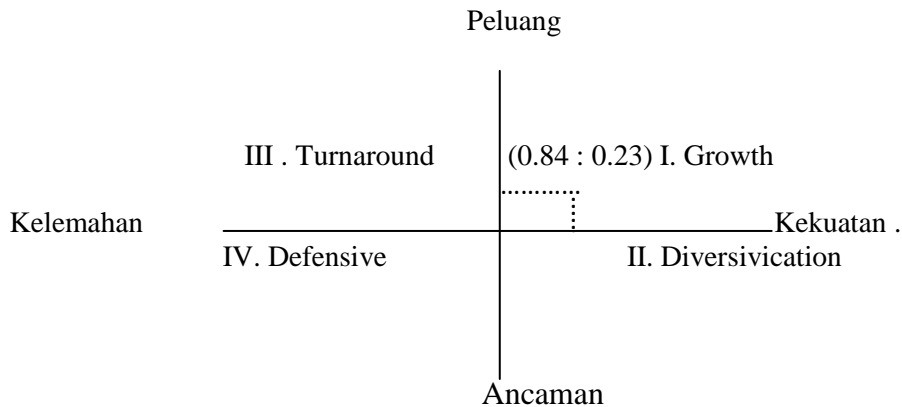 Peluang
III . Turnaround (0.84 : 0.23) I. Growth
Kelemahan Kekuatan .
IV. Defensive II. Diversivication
Ancaman